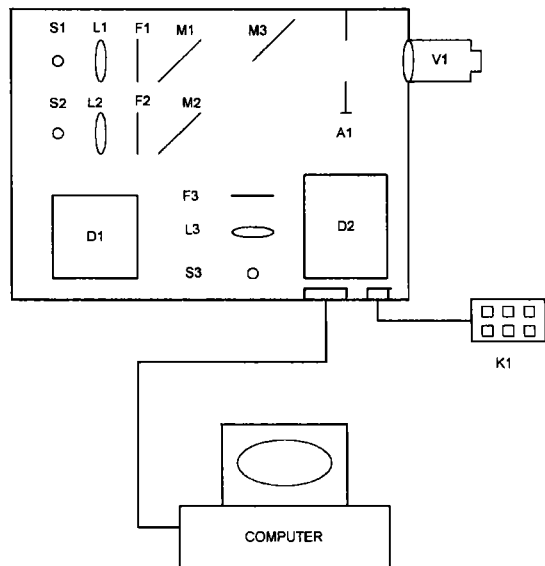 S1 L1 F1 M1 M3
V1
S2 L2 F2 M2
A1
F3
D1 L3 D2
S3
K1
COMPUTER